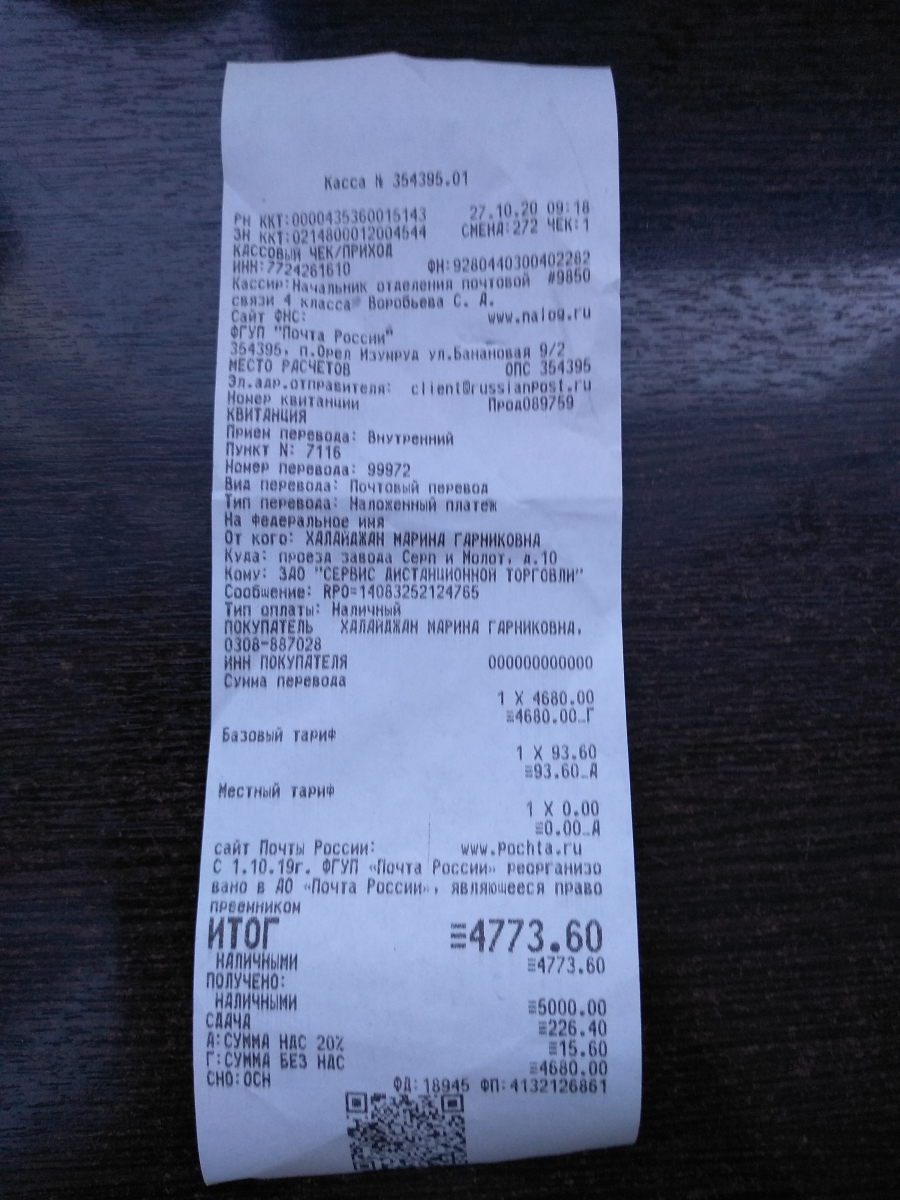 Касса № 354395.01
РН ККТ:0000435360015143 27.10.20 09:18
ЗН ККТ:0214800012004544 СМЕНА:272 ЧЕК:1
КАССОВЫЙ ЧЕК/ПРИХОД
ИНН:7724261610 ФН:9280440300402282
Кассир:Начальник отделения почтовой #9850
связи 4 класса Воробьева С. А.
Сайт ФНС: www.nalog.ru
ФГУП "Почта России"
354395, п.Орел Изумруд ул.Банановая 9/2
МЕСТО РАСЧЕТОВ ОПС 354395
Эл.адр.отправителя: client@russianpost.ru
Номер квитанции Прод089759
КВИТАНЦИЯ
Прием перевода: Внутренний
Пункт N: 7116
Номер перевода: 99972
Вид перевода: Почтовый перевод
Тип перевода: Наложенный платеж
На Федеральное имя
От кого: ХАЛАЙДЖАН МАРИНА ГАРНИКОВНА
Куда: проезд завода Серп и Молот, д.10
Кому: ЗАО "СЕРВИС ДИСТАНЦИОННОЙ ТОРГОВЛИ"
Сообщение: RPO=14083252124765
Тип оплаты: Наличный
ПОКУПАТЕЛЬ ХАЛАЙДЖАН МАРИНА ГАРНИКОВНА,
0308-887028
ИНН ПОКУПАТЕЛЯ 000000000000
Сумма перевода
1 X 4680.00
≡4680.00_Г
Базовый тариф
1 X 93.60
≡93.60_А
Местный тариф
1 X 0.00
≡0.00_А
сайт Почты России: www.pochta.ru
С 1.10.19г. ФГУП «Почта России» реорганизо
вано в АО «Почта России», являющееся право
преемником
ИТОГ ≡4773.60
НАЛИЧНЫМИ ≡4773.60
ПОЛУЧЕНО:
НАЛИЧНЫМИ ≡5000.00
СДАЧА ≡226.40
А:СУММА НДС 20% ≡15.60
Г:СУММА БЕЗ НДС ≡4680.00
СНО:ОСН ФД:18945 ФП:4132126861